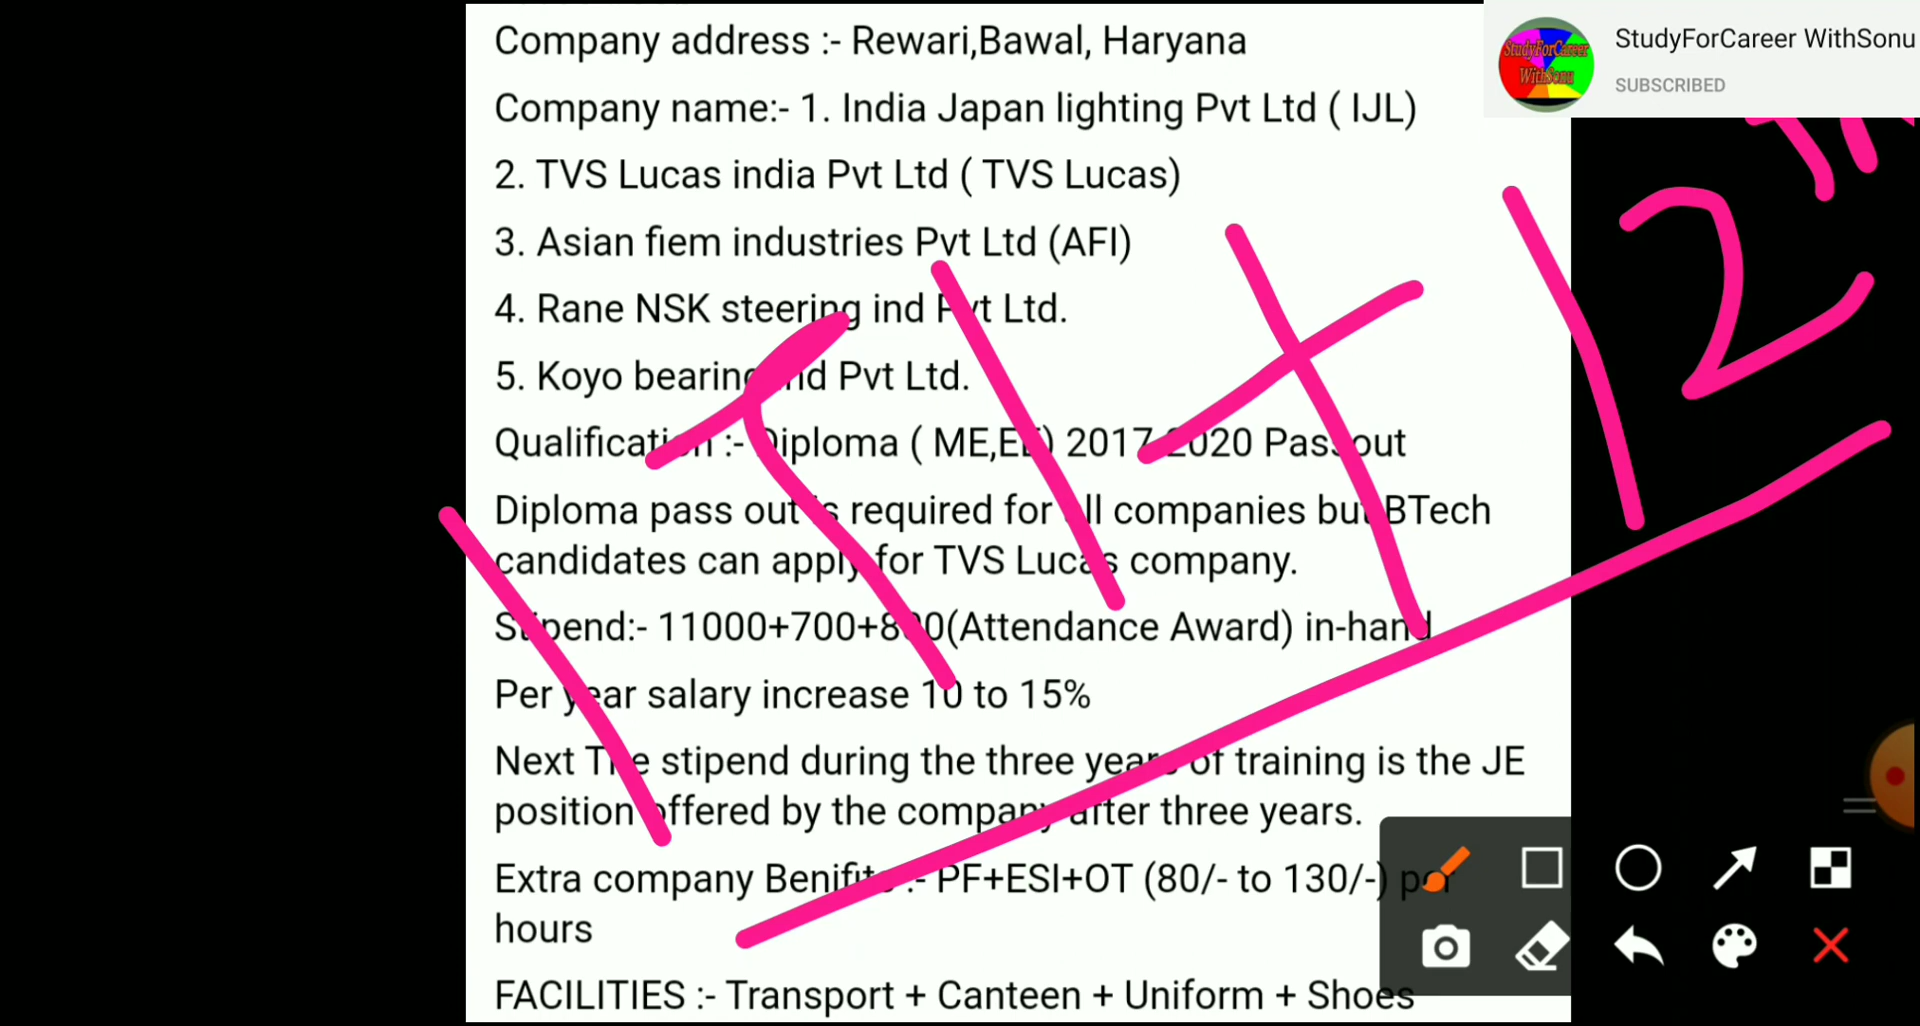 Company address :- Rewari,Bawal, Haryana
Company name:- 1. India Japan lighting Pvt Ltd ( IJL)
2. TVS Lucas india Pvt Ltd ( TVS Lucas)
3. Asian fiem industries Pvt Ltd (AFI)
4. Rane NSK steering ind Pvt Ltd.
5. Koyo bearing ind Pvt Ltd.
Qualification :- Diploma ( ME,EE) 2017-2020 Pass out
Diploma pass out is required for all companies but BTech
candidates can apply for TVS Lucas company.
Stipend:- 11000+700+800(Attendance Award) in-hand
Per year salary increase 10 to 15%
Next The stipend during the three years of training is the JE
position offered by the company after three years.
Extra company Benifits :- PF+ESI+OT (80/- to 130/-) per
hours
FACILITIES :- Transport + Canteen + Uniform + Shoes
StudyForCareer WithSonu
SUBSCRIBED
StudyForCareer
WithSonu
12